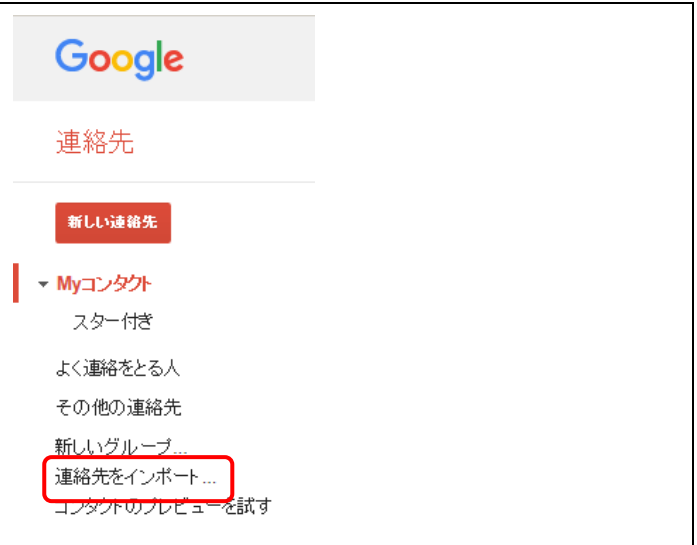 Google
連絡先
新しい連絡先
Myコンタクト
スター付き
よく連絡をとる人
その他の連絡先
新しいグループ...
連絡先をインポート...
コンタクトのプレビューを試す